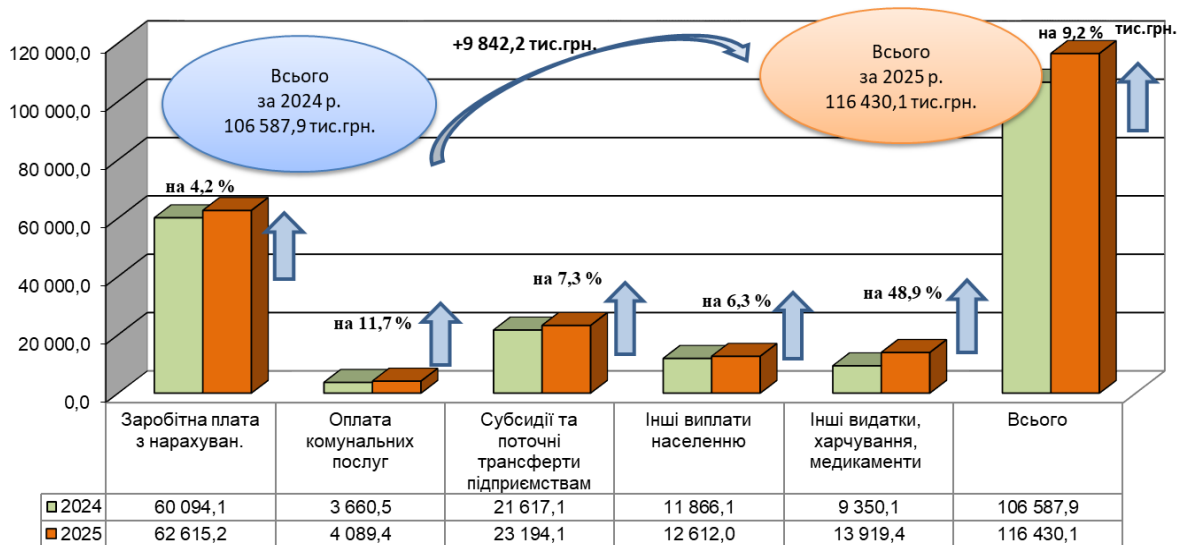 120 000,0
100 000,0
80 000,0
60 000,0
40 000,0
20 000,0
0,0
+9 842,2 тис.грн.
на 9,2 %
тис.грн.
Всього
за 2024 р.
106 587,9 тис.грн.
Всього
за 2025 р.
116 430,1 тис.грн.
на 4,2 %
на 11,7 %
на 7,3 %
на 6,3 %
на 48,9 %
Заробітна плата
з нарахуван.
Оплата
комунальних
послуг
Субсидії та
поточні
трансферти
підприємствам
Інші виплати
населенню
Інші видатки,
харчування,
медикаменти
Всього
2024 60 094,1 3 660,5 21 617,1 11 866,1 9 350,1 106 587,9
2025 62 615,2 4 089,4 23 194,1 12 612,0 13 919,4 116 430,1